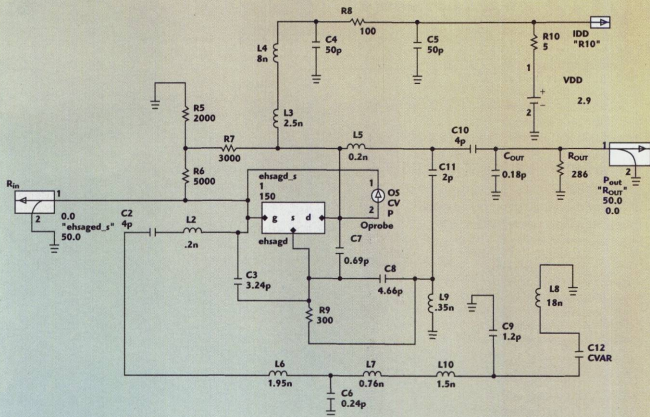 R8
100
C4
50p
C5
50p
L4
8n
R10
5
IDD
"R10"
1
VDD
2
2.9
+
−
L3
2.5n
R5
2000
R7
3000
L5
0.2n
C10
4p
C11
2p
COUT
0.18p
ROUT
286
1
2
Pout
"ROUT"
50.0
0.0
R6
5000
Rin
1
2
0.0
"ehsaged_s"
50.0
ehsagd_s
1
150
g s d
ehsagd
1
2
OS
CV
P
Oprobe
C2
4p
L2
.2n
C7
0.69p
C3
3.24p
C8
4.66p
R9
300
L9
.35n
C9
1.2p
L8
18n
C12
CVAR
L6
1.95n
L7
0.76n
L10
1.5n
C6
0.24p